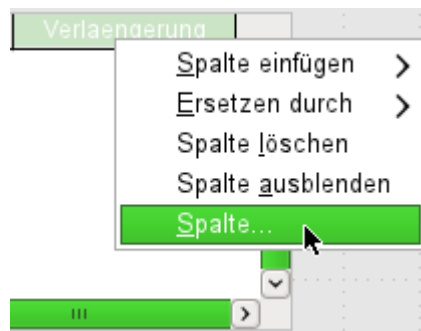 Verlaengerung
Spalte einfügen
Ersetzen durch
Spalte löschen
Spalte ausblenden
Spalte...